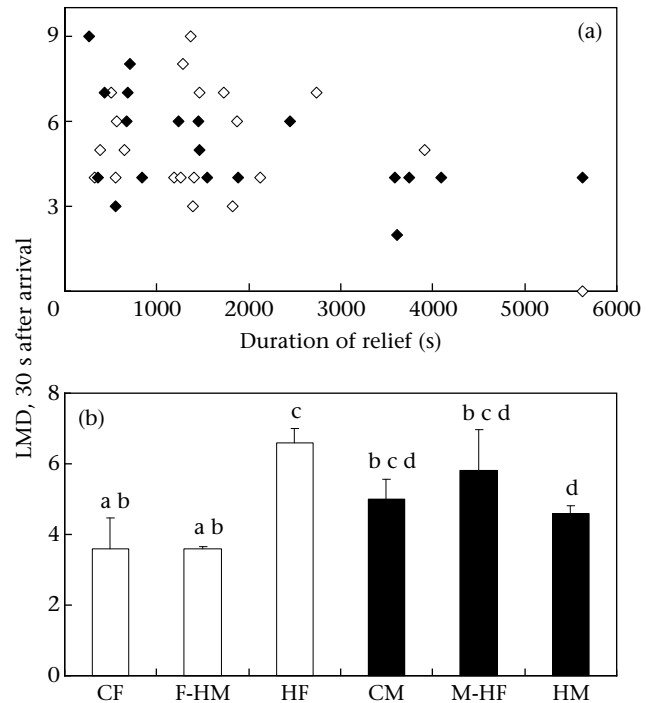 LMD, 30 s after arrival
(a)
9
6
3
0 1000 2000 3000 4000 5000 6000
Duration of relief (s)
(b)
8
6
4
2
0
a b
a b
c
b c d
b c d
d
CF F-HM HF CM M-HF HM